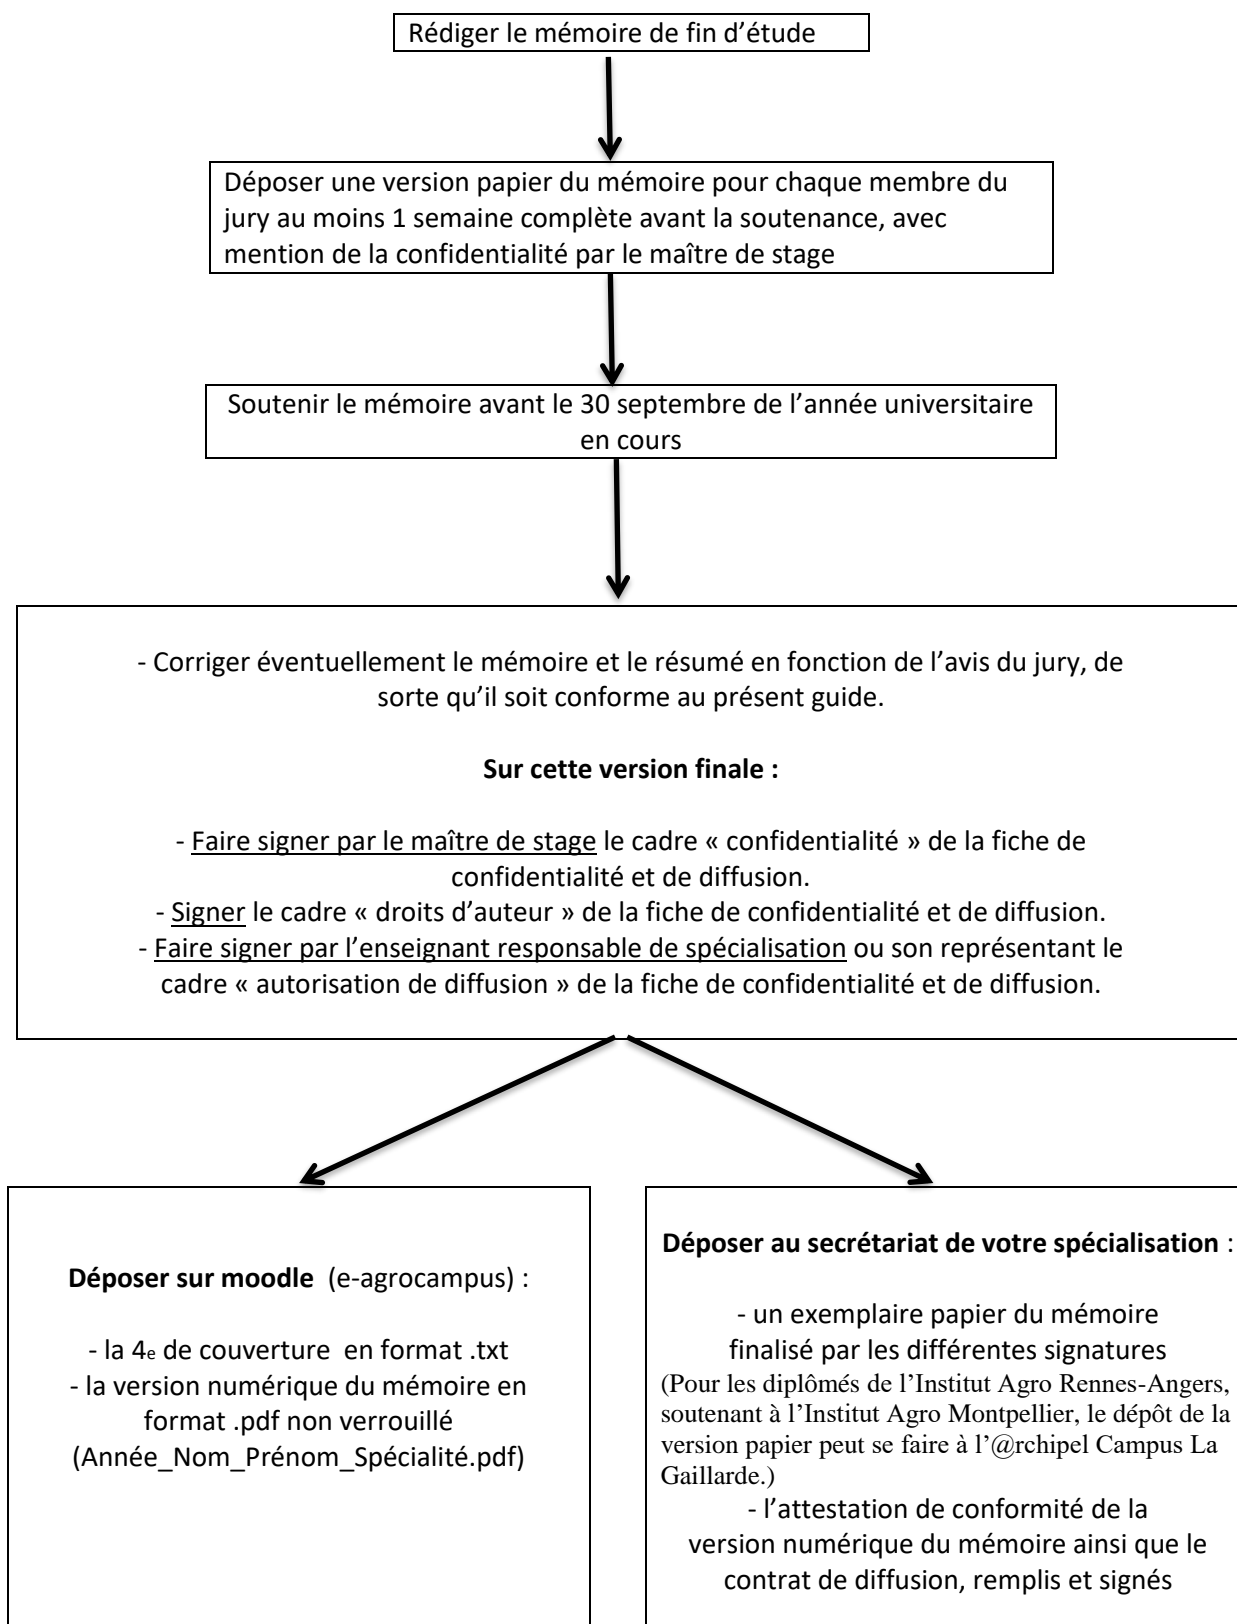 Rédiger le mémoire de fin d’étude
Déposer une version papier du mémoire pour chaque membre du
jury au moins 1 semaine complète avant la soutenance, avec
mention de la confidentialité par le maître de stage
Soutenir le mémoire avant le 30 septembre de l’année universitaire
en cours
- Corriger éventuellement le mémoire et le résumé en fonction de l’avis du jury, de
sorte qu’il soit conforme au présent guide.
Sur cette version finale :
- Faire signer par le maître de stage le cadre « confidentialité » de la fiche de
confidentialité et de diffusion.
- Signer le cadre « droits d’auteur » de la fiche de confidentialité et de diffusion.
- Faire signer par l’enseignant responsable de spécialisation ou son représentant le
cadre « autorisation de diffusion » de la fiche de confidentialité et de diffusion.
Déposer sur moodle (e-agrocampus) :
- la 4e de couverture en format .txt
- la version numérique du mémoire en
format .pdf non verrouillé
(Année_Nom_Prénom_Spécialité.pdf)
Déposer au secrétariat de votre spécialisation :
- un exemplaire papier du mémoire
finalisé par les différentes signatures
(Pour les diplômés de l’Institut Agro Rennes-Angers,
soutenant à l’Institut Agro Montpellier, le dépôt de la
version papier peut se faire à l’@rchipel Campus La
Gaillarde.)
- l’attestation de conformité de la
version numérique du mémoire ainsi que le
contrat de diffusion, remplis et signés